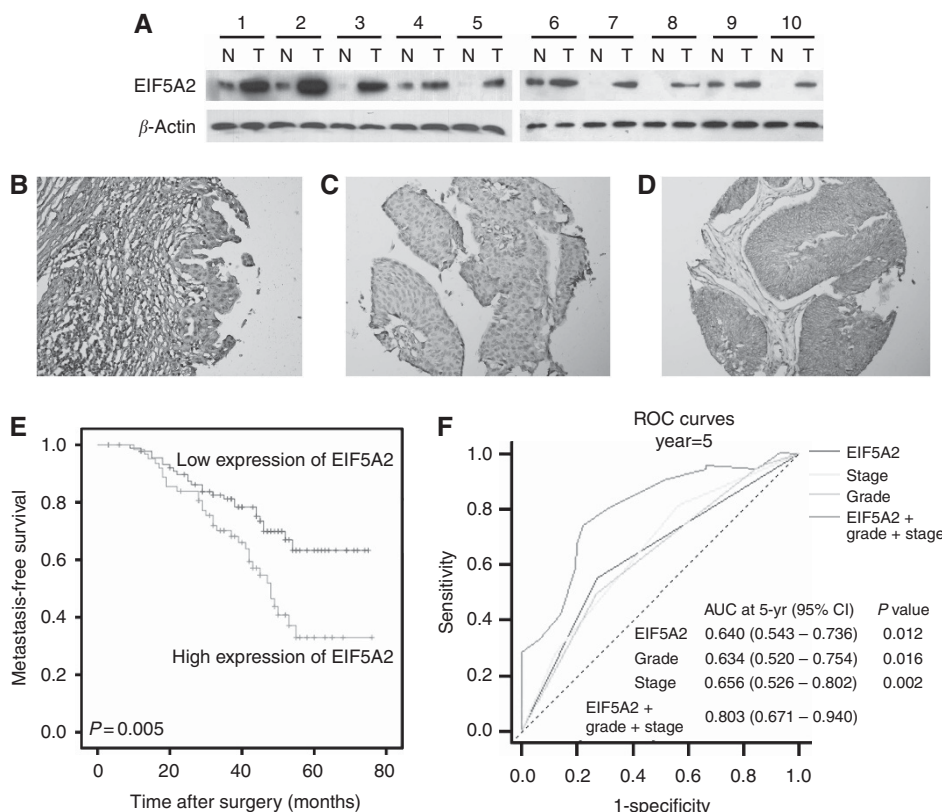 A
1 2 3 4 5 6 7 8 9 10
N T N T N T N T N T N T N T N T N T N T
EIF5A2
β-Actin
B
C
D
E
Metastasis-free survival
1.0
0.8
0.6
0.4
0.2
0.0
Low expression of EIF5A2
High expression of EIF5A2
P=0.005
0 20 40 60 80
Time after surgery (months)
F
ROC curves
year=5
Sensitivity
1.0
0.8
0.6
0.4
0.2
0.0
EIF5A2
Stage
Grade
EIF5A2 +
grade + stage
AUC at 5-yr (95% CI) P value
EIF5A2 0.640 (0.543 – 0.736) 0.012
Grade 0.634 (0.520 – 0.754) 0.016
Stage 0.656 (0.526 – 0.802) 0.002
EIF5A2 +
grade + stage 0.803 (0.671 – 0.940)
0.0 0.2 0.4 0.6 0.8 1.0
1-specificity